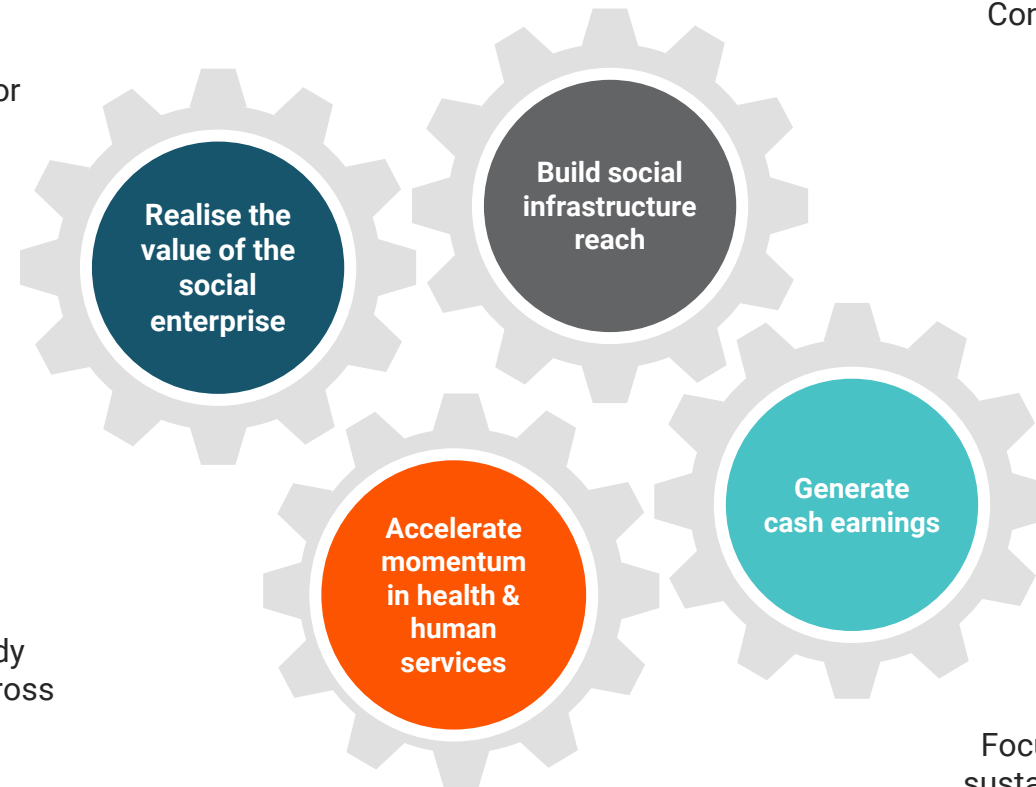 or
Realise the
value of the
social
enterprise
Build social
infrastructure
reach
Generate
cash earnings
Accelerate
momentum
in health &
human
services